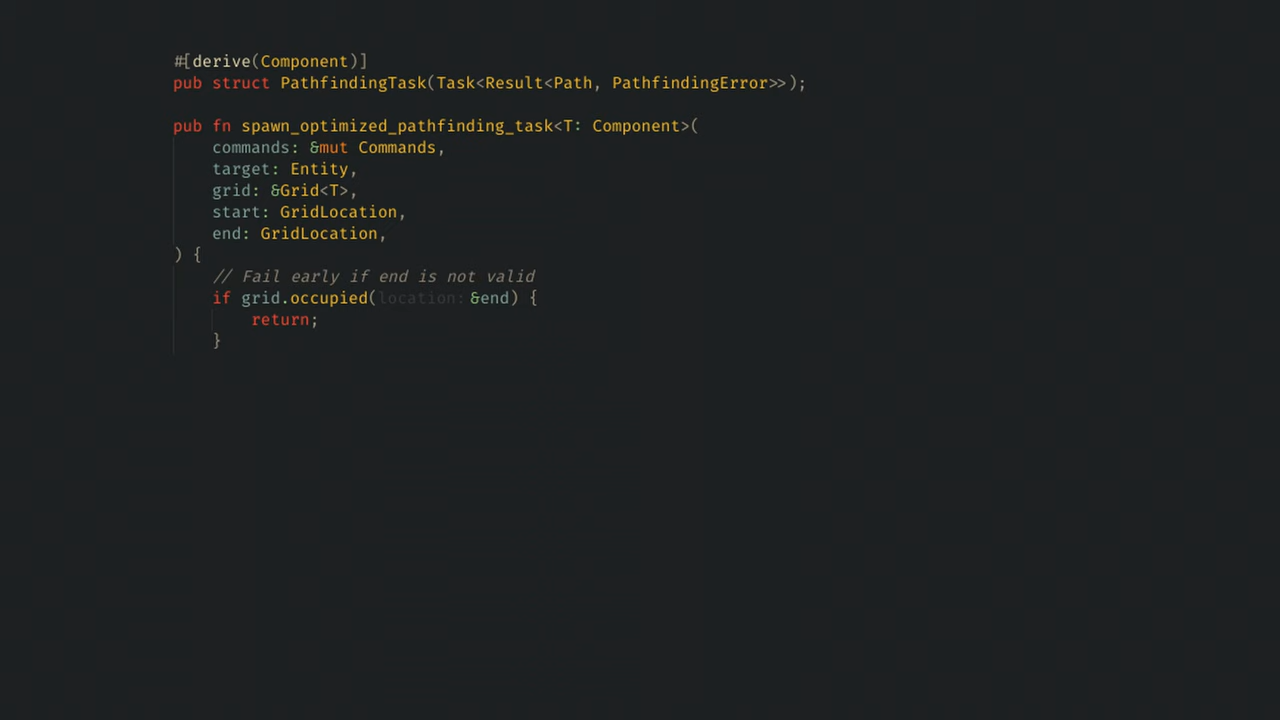 #[derive(Component)]
pub struct PathfindingTask(Task<Result<Path, PathfindingError>>);
pub fn spawn_optimized_pathfinding_task<T: Component>(
    commands: &mut Commands,
    target: Entity,
    grid: &Grid<T>,
    start: GridLocation,
    end: GridLocation,
) {
    // Fail early if end is not valid
    if grid.occupied(location: &end) {
        return;
    }